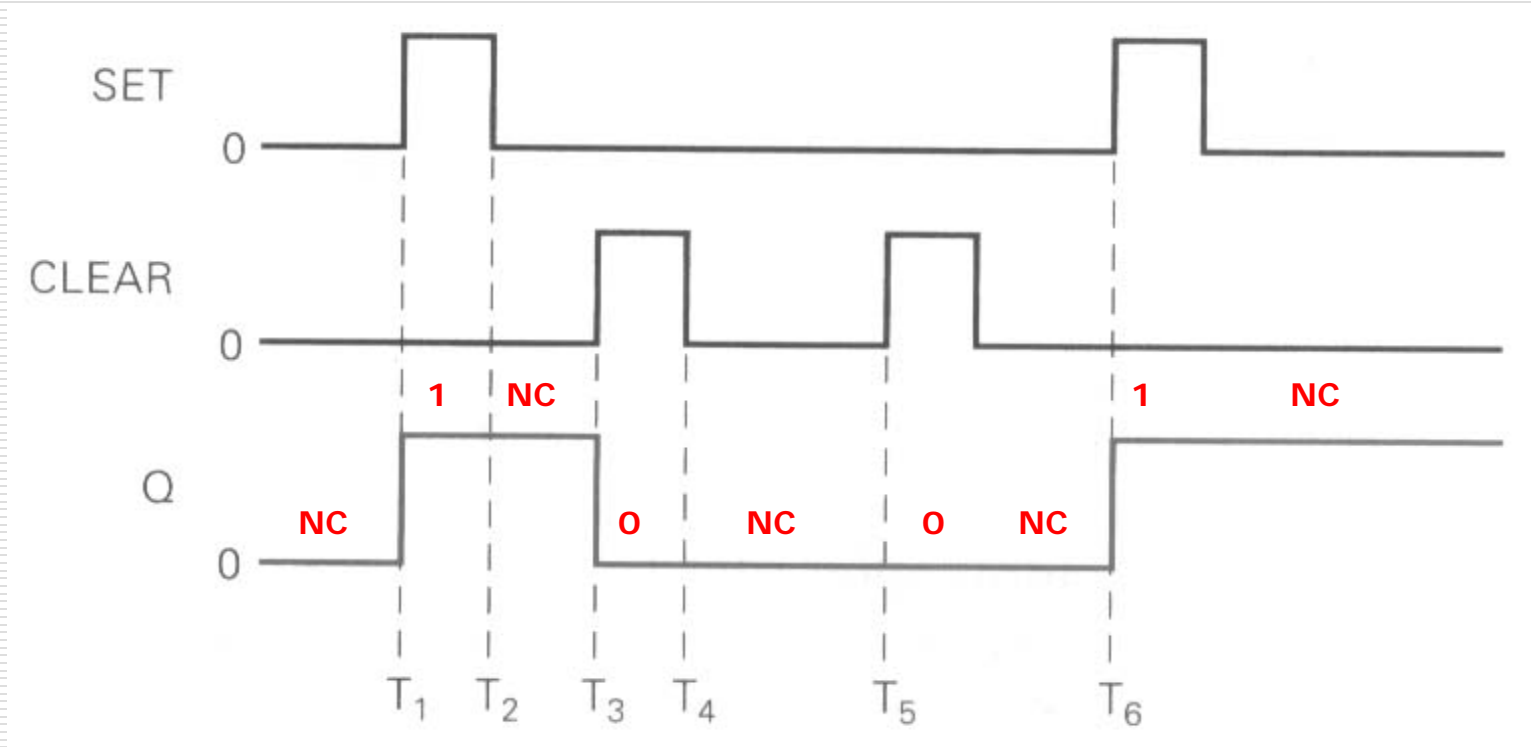 SET
0
CLEAR
0
1 NC 1 NC
Q
NC 0 NC 0 NC
0
T1 T2 T3 T4 T5 T6